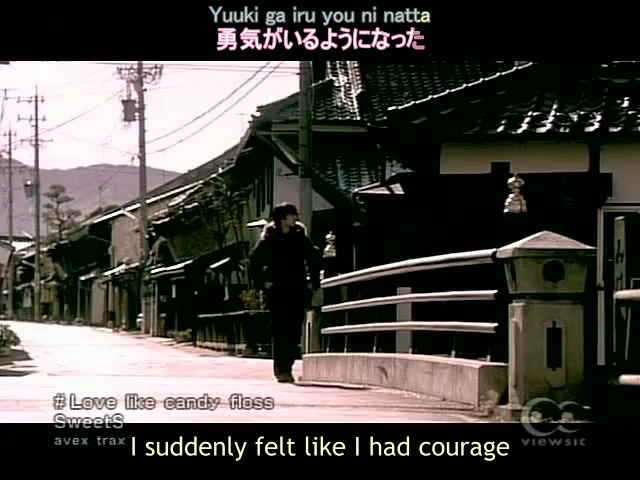 Yuuki ga iru you ni natta
勇気がいるようになった
# Love like candy floss
SweetS
avex trax
VIEWSIC
I suddenly felt like I had courage